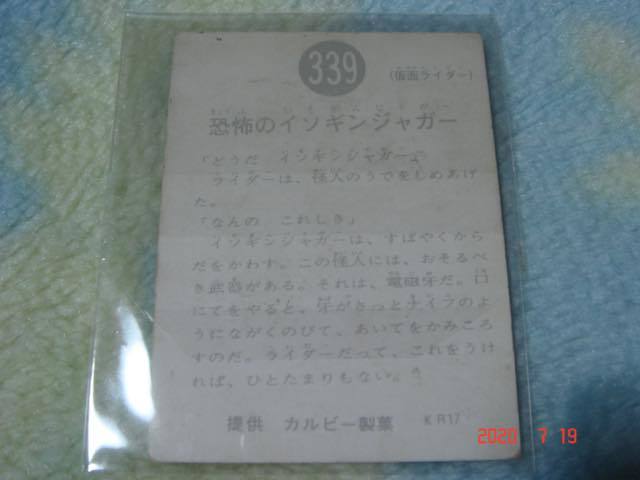 339
(仮面ライダー)
恐怖のイソギンジャガー
「どうだ　イソギンジャガー」
ライダーは、怪人のうでをしめあげ
た。
「なんの　これしき」
イソギンジャガーは、すばやくから
だをかわす。この怪人には、おそるべ
き武器がある。それは、電磁牙だ。口
にてをやると、牙がさっとナイフのよ
うにながくのびて、あいてをかみころ
すのだ。ライダーだって、これをうけ
れば、ひとたまりもない。
提供　カルビー製菓　KR17
2020 7 19